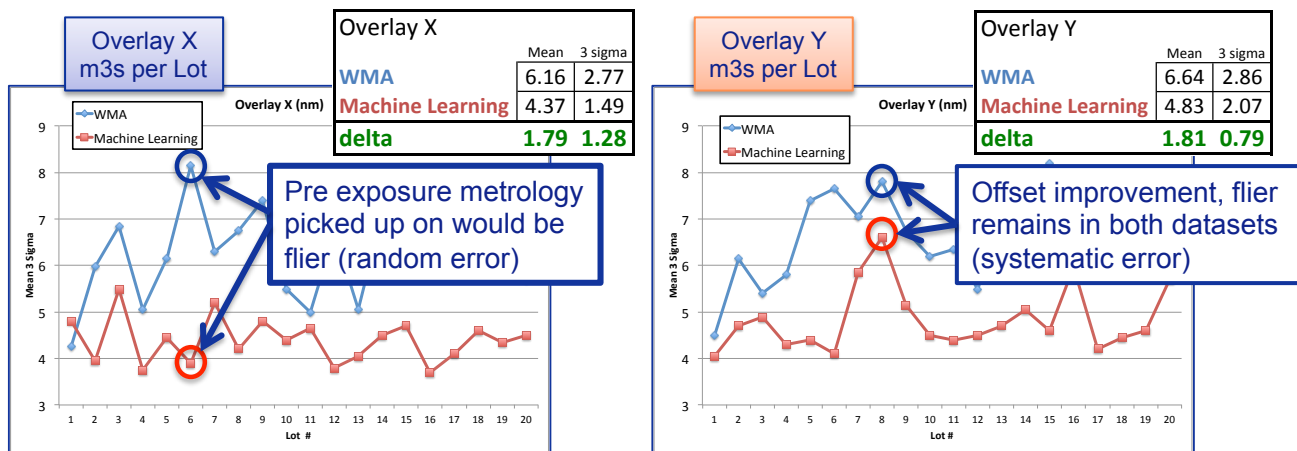 Overlay X
m3s per Lot
Overlay X
Mean 3 sigma
WMA 6.16 2.77
Machine Learning 4.37 1.49
delta 1.79 1.28
Overlay X (nm)
WMA
Machine Learning
Pre exposure metrology
picked up on would be
flier (random error)
Mean 3 Sigma
9
8
7
6
5
4
3
1 2 3 4 5 6 7 8 9 10 11 12 13 14 15 16 17 18 19 20
Lot #
Overlay Y
m3s per Lot
Overlay Y
Mean 3 sigma
WMA 6.64 2.86
Machine Learning 4.83 2.07
delta 1.81 0.79
Overlay Y (nm)
WMA
Machine Learning
Offset improvement, flier
remains in both datasets
(systematic error)
Mean 3 Sigma
9
8
7
6
5
4
3
1 2 3 4 5 6 7 8 9 10 11 12 13 14 15 16 17 18 19 20
Lot #